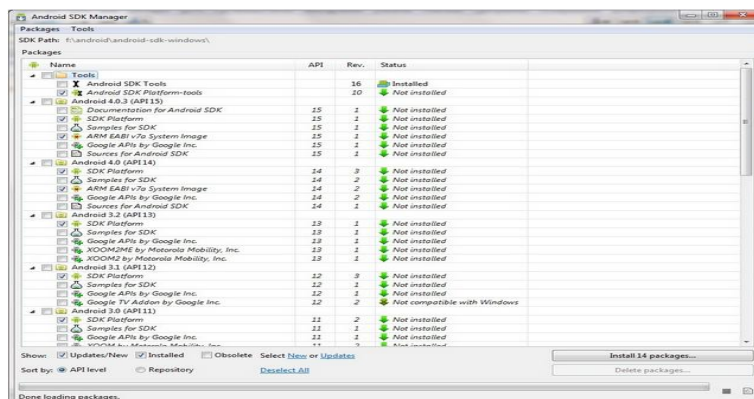 Android SDK Manager
Packages Tools
SDK Path: f:\android\android-sdk-windows\
Packages
Name API Rev. Status
Tools
Android SDK Tools 16 Installed
Android SDK Platform-tools 10 Not installed
Android 4.0.3 (API 15)
Documentation for Android SDK 15 1 Not installed
SDK Platform 15 1 Not installed
Samples for SDK 15 1 Not installed
ARM EABI v7a System Image 15 1 Not installed
Google APIs by Google Inc. 15 1 Not installed
Sources for Android SDK 15 1 Not installed
Android 4.0 (API 14)
SDK Platform 14 3 Not installed
Samples for SDK 14 2 Not installed
ARM EABI v7a System Image 14 2 Not installed
Google APIs by Google Inc. 14 2 Not installed
Sources for Android SDK 14 1 Not installed
Android 3.2 (API 13)
SDK Platform 13 1 Not installed
Samples for SDK 13 1 Not installed
Google APIs by Google Inc. 13 1 Not installed
XOOM2ME by Motorola Mobility, Inc. 13 1 Not installed
XOOM2 by Motorola Mobility, Inc. 13 1 Not installed
Android 3.1 (API 12)
SDK Platform 12 3 Not installed
Samples for SDK 12 1 Not installed
Google APIs by Google Inc. 12 1 Not installed
Google TV Addon by Google Inc. 12 2 Not compatible with Windows
Android 3.0 (API 11)
SDK Platform 11 2 Not installed
Samples for SDK 11 1 Not installed
Google APIs by Google Inc. 11 1 Not installed
XOOM by Motorola Mobility, Inc. 11 Not installed
Show: Updates/New Installed Obsolete Select New or Updates Install 14 packages...
Sort by: API level Repository Deselect All Delete packages...
Done loading packages.